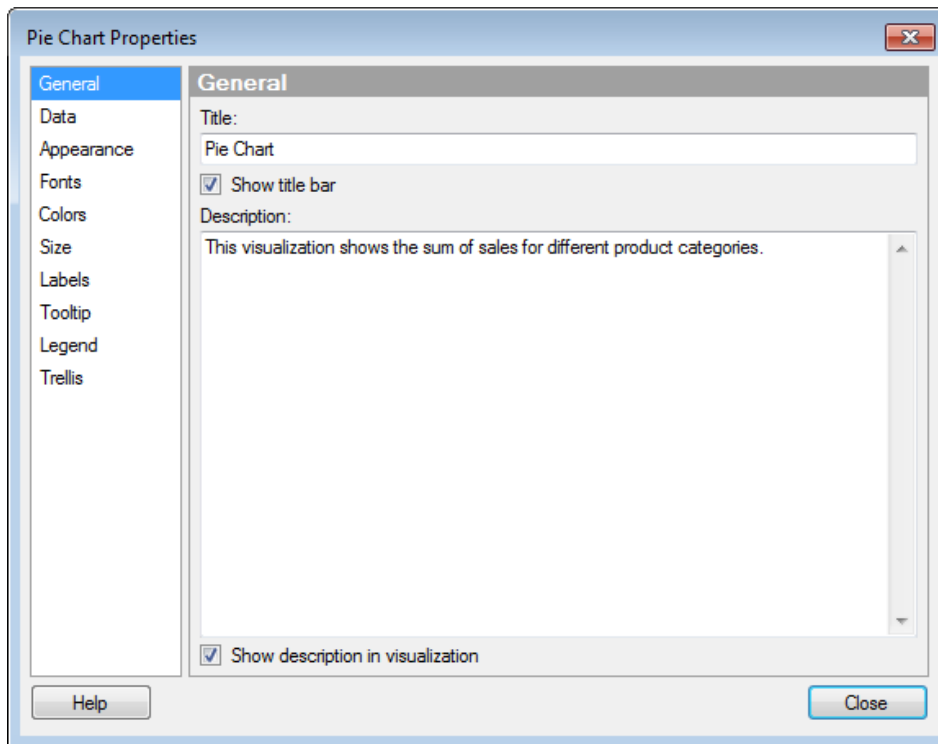 Pie Chart Properties
General
Data
Appearance
Fonts
Colors
Size
Labels
Tooltip
Legend
Trellis
General
Title:
Pie Chart
Show title bar
Description:
This visualization shows the sum of sales for different product categories.
Show description in visualization
Help
Close